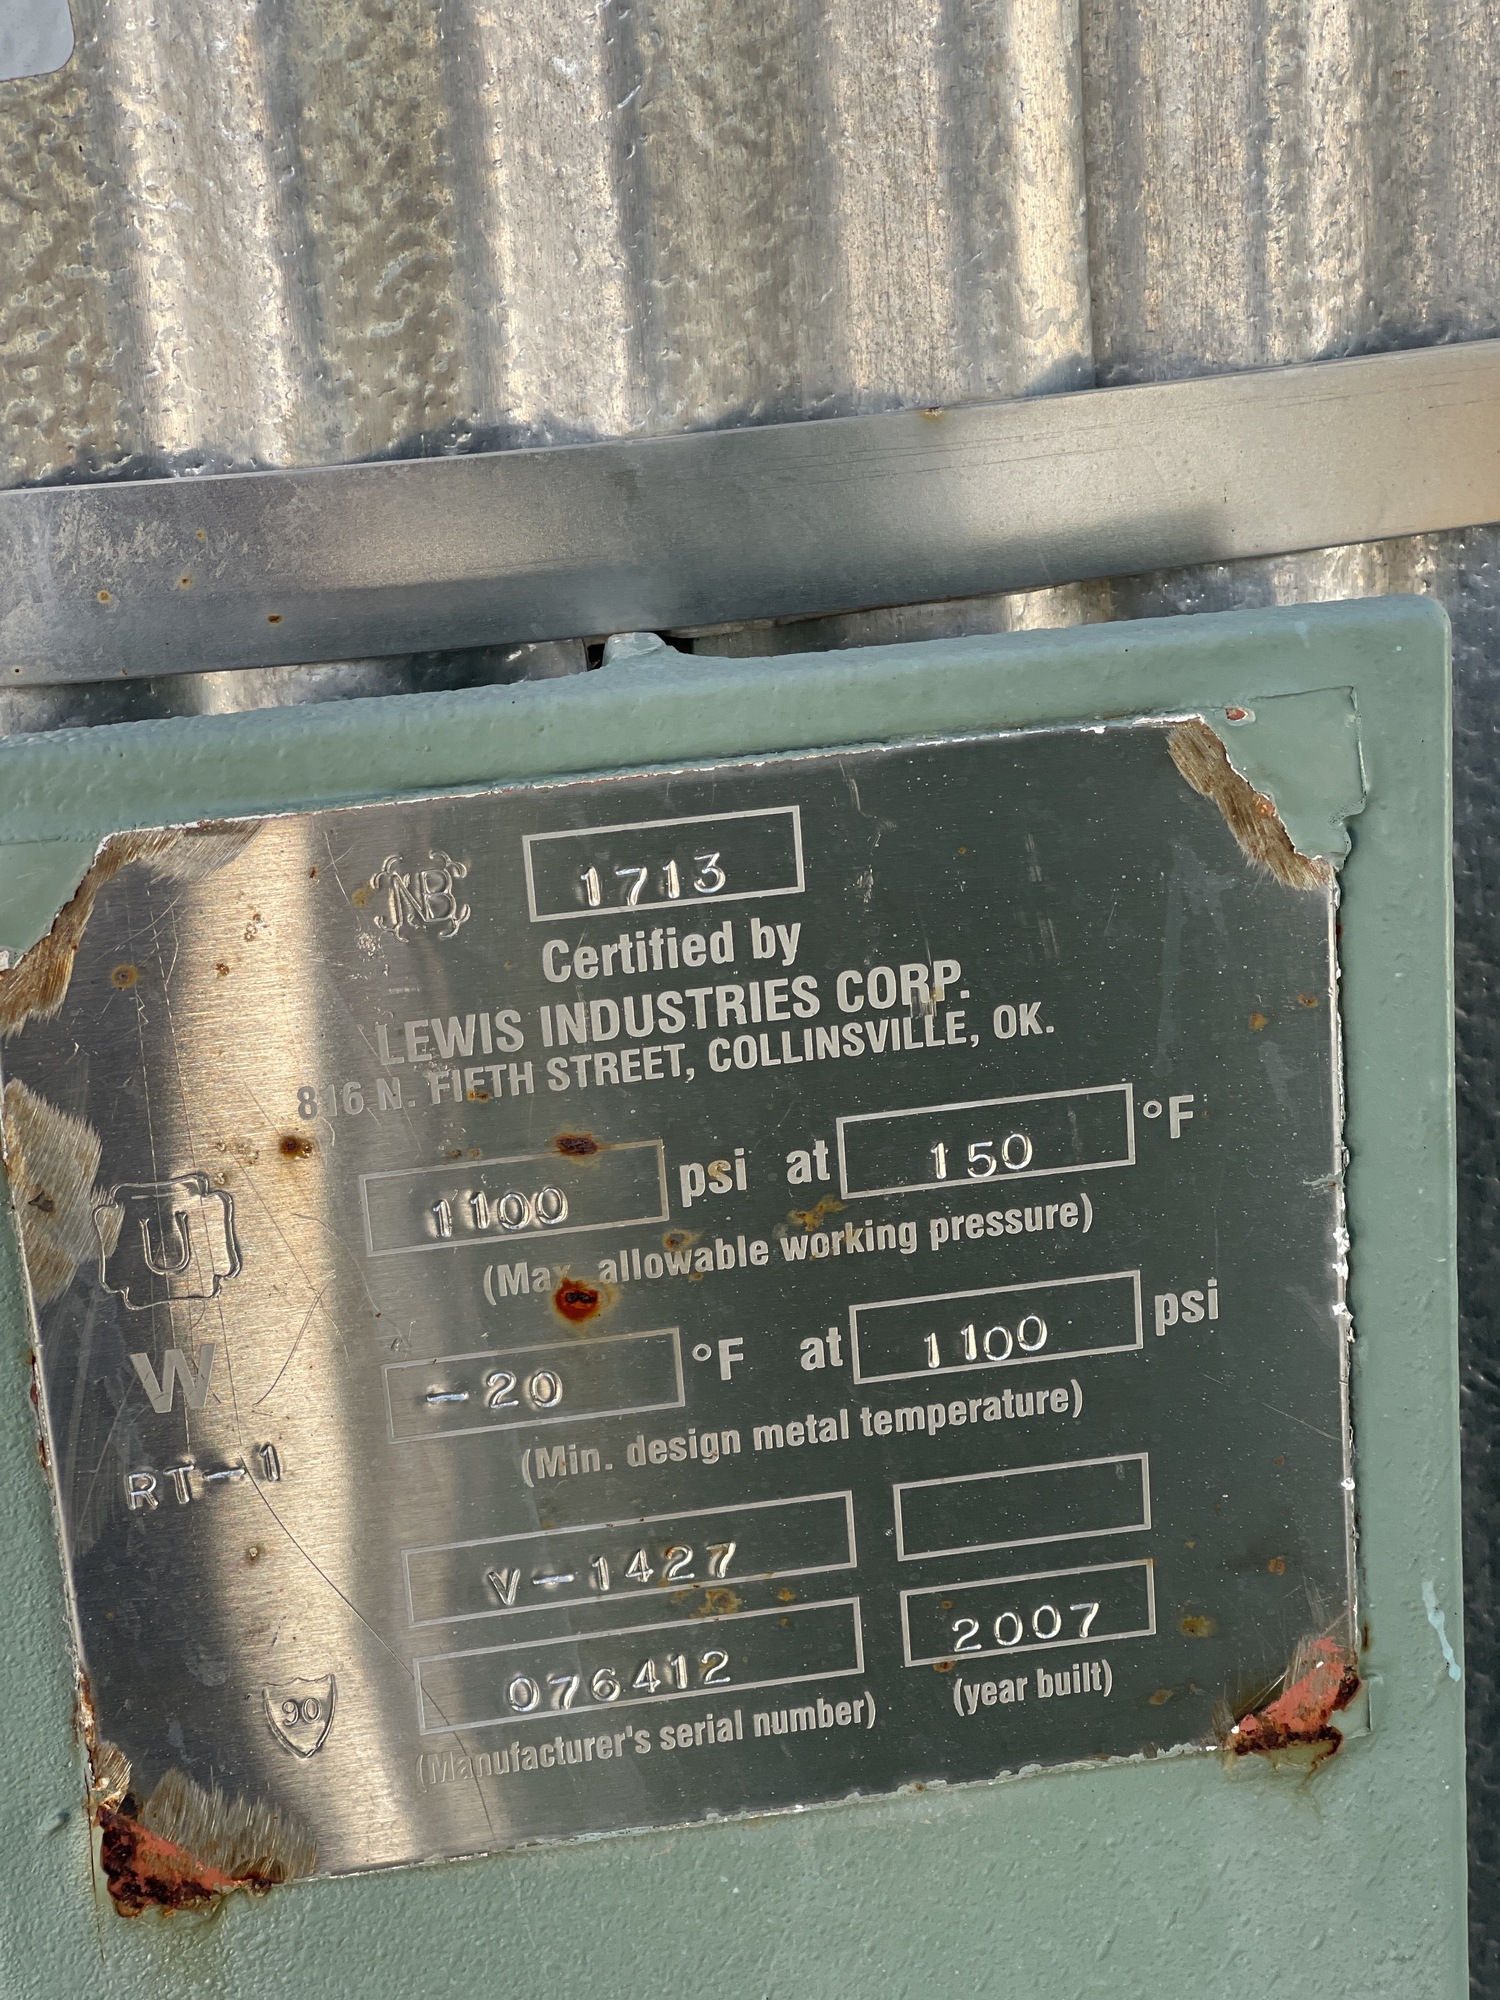 NB 1713
Certified by
LEWIS INDUSTRIES CORP.
816 N. FIFTH STREET, COLLINSVILLE, OK.
1100 psi at 150 °F
(Max. allowable working pressure)
U
-20 °F at 1100 psi
W
(Min. design metal temperature)
RT-1
V-1427
076412 2007
90
(Manufacturer's serial number) (year built)